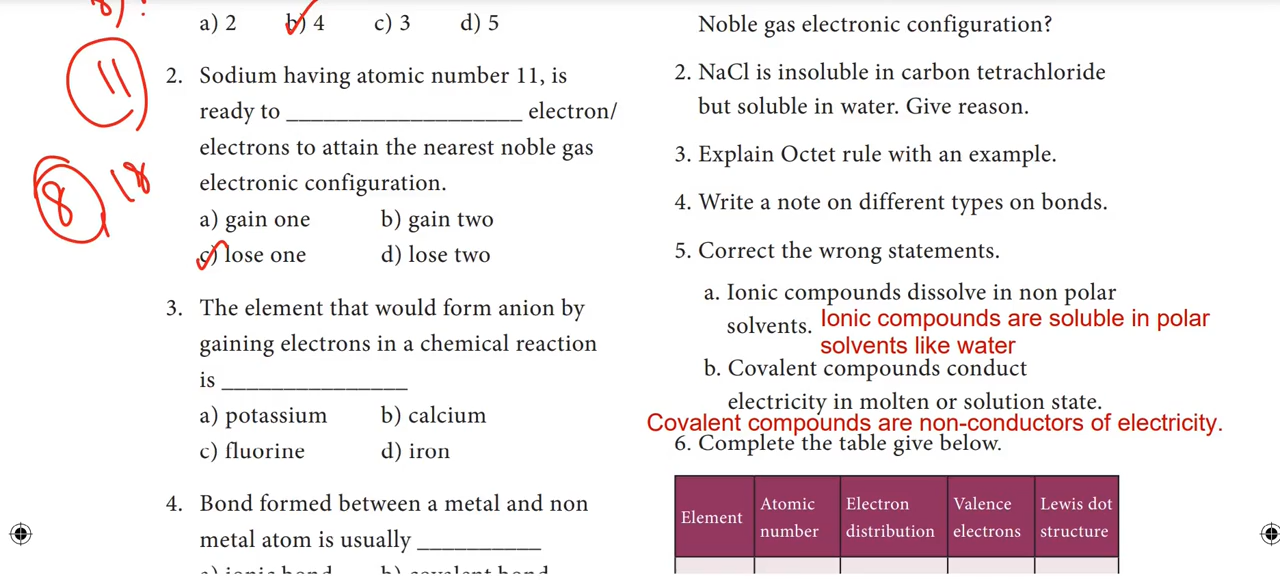 a) 2 b) 4 c) 3 d) 5
11
2. Sodium having atomic number 11, is
ready to ___________________ electron/
electrons to attain the nearest noble gas
electronic configuration.
8 18
a) gain one b) gain two
c) lose one d) lose two
3. The element that would form anion by
gaining electrons in a chemical reaction
is _______________
a) potassium b) calcium
c) fluorine d) iron
4. Bond formed between a metal and non
metal atom is usually __________
a) ionic bond b) covalent bond
Noble gas electronic configuration?
2. NaCl is insoluble in carbon tetrachloride
but soluble in water. Give reason.
3. Explain Octet rule with an example.
4. Write a note on different types on bonds.
5. Correct the wrong statements.
a. Ionic compounds dissolve in non polar
solvents. Ionic compounds are soluble in polar
solvents like water
b. Covalent compounds conduct
electricity in molten or solution state.
Covalent compounds are non-conductors of electricity.
6. Complete the table give below.
Element Atomic number Electron distribution Valence electrons Lewis dot structure